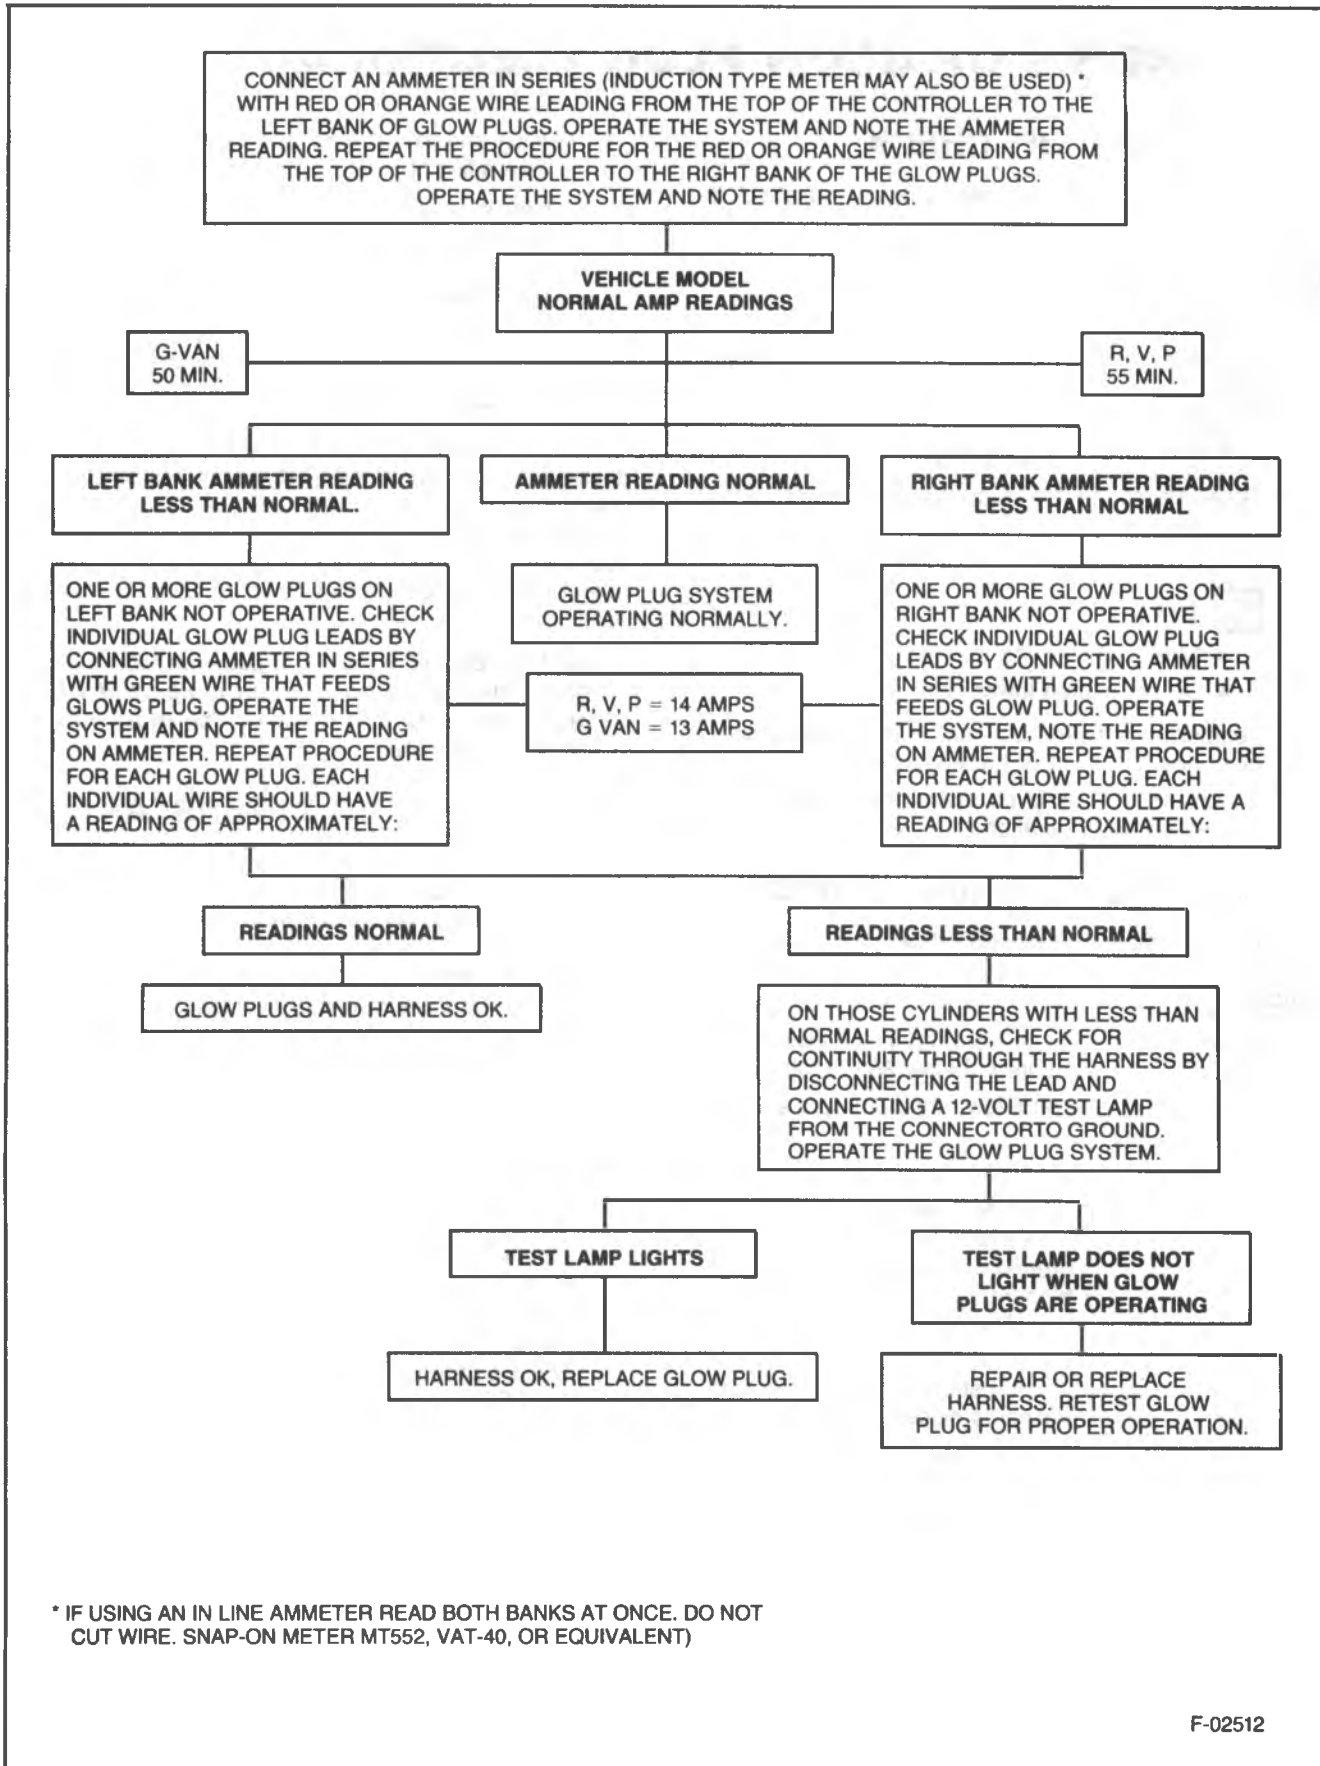 CONNECT AN AMMETER IN SERIES (INDUCTION TYPE METER MAY ALSO BE USED) *
WITH RED OR ORANGE WIRE LEADING FROM THE TOP OF THE CONTROLLER TO THE
LEFT BANK OF GLOW PLUGS. OPERATE THE SYSTEM AND NOTE THE AMMETER
READING. REPEAT THE PROCEDURE FOR THE RED OR ORANGE WIRE LEADING FROM
THE TOP OF THE CONTROLLER TO THE RIGHT BANK OF THE GLOW PLUGS.
OPERATE THE SYSTEM AND NOTE THE READING.
VEHICLE MODEL
NORMAL AMP READINGS
G-VAN
50 MIN.
R, V, P
55 MIN.
LEFT BANK AMMETER READING
LESS THAN NORMAL.
AMMETER READING NORMAL
RIGHT BANK AMMETER READING
LESS THAN NORMAL
ONE OR MORE GLOW PLUGS ON
LEFT BANK NOT OPERATIVE. CHECK
INDIVIDUAL GLOW PLUG LEADS BY
CONNECTING AMMETER IN SERIES
WITH GREEN WIRE THAT FEEDS
GLOWS PLUG. OPERATE THE
SYSTEM AND NOTE THE READING
ON AMMETER. REPEAT PROCEDURE
FOR EACH GLOW PLUG. EACH
INDIVIDUAL WIRE SHOULD HAVE
A READING OF APPROXIMATELY:
GLOW PLUG SYSTEM
OPERATING NORMALLY.
R, V, P = 14 AMPS
G VAN = 13 AMPS
ONE OR MORE GLOW PLUGS ON
RIGHT BANK NOT OPERATIVE.
CHECK INDIVIDUAL GLOW PLUG
LEADS BY CONNECTING AMMETER
IN SERIES WITH GREEN WIRE THAT
FEEDS GLOW PLUG. OPERATE
THE SYSTEM, NOTE THE READING
ON AMMETER. REPEAT PROCEDURE
FOR EACH GLOW PLUG. EACH
INDIVIDUAL WIRE SHOULD HAVE A
READING OF APPROXIMATELY:
READINGS NORMAL
READINGS LESS THAN NORMAL
GLOW PLUGS AND HARNESS OK.
ON THOSE CYLINDERS WITH LESS THAN
NORMAL READINGS, CHECK FOR
CONTINUITY THROUGH THE HARNESS BY
DISCONNECTING THE LEAD AND
CONNECTING A 12-VOLT TEST LAMP
FROM THE CONNECTORTO GROUND.
OPERATE THE GLOW PLUG SYSTEM.
TEST LAMP LIGHTS
TEST LAMP DOES NOT
LIGHT WHEN GLOW
PLUGS ARE OPERATING
HARNESS OK, REPLACE GLOW PLUG.
REPAIR OR REPLACE
HARNESS. RETEST GLOW
PLUG FOR PROPER OPERATION.
* IF USING AN IN LINE AMMETER READ BOTH BANKS AT ONCE. DO NOT
CUT WIRE. SNAP-ON METER MT552, VAT-40, OR EQUIVALENT)
F-02512